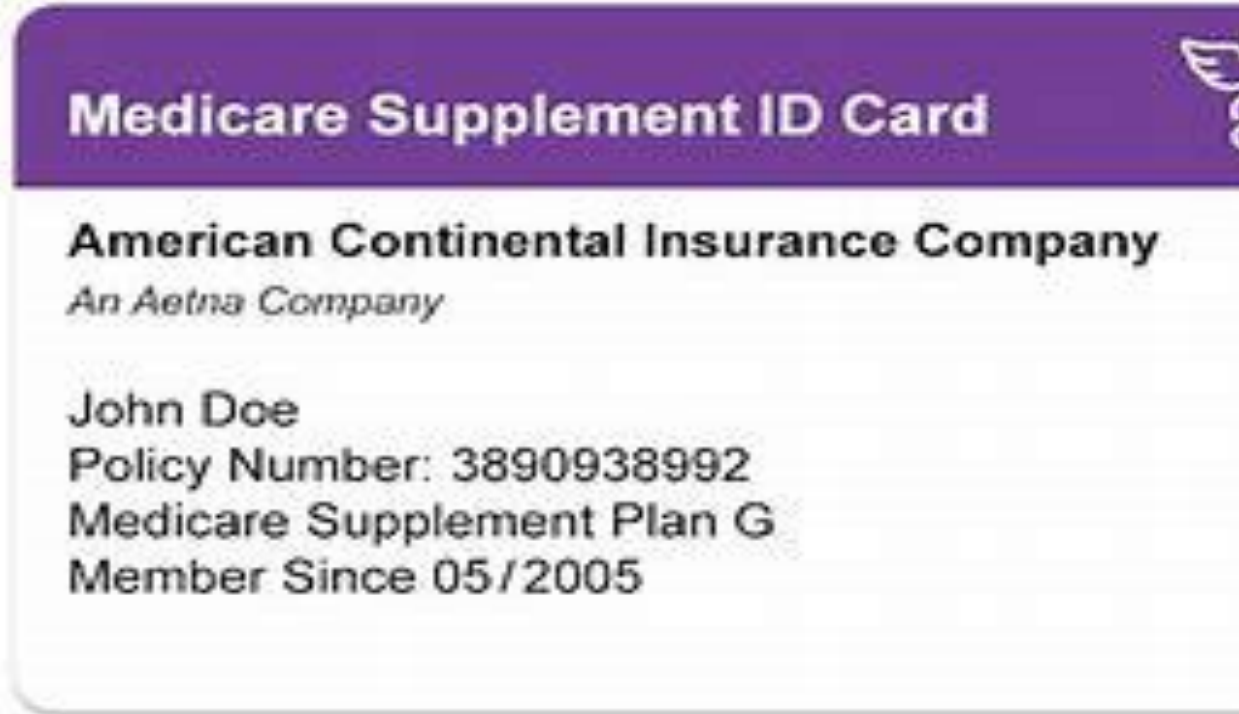 Medicare Supplement ID Card
American Continental Insurance Company
An Aetna Company
John Doe
Policy Number: 3890938992
Medicare Supplement Plan G
Member Since 05/2005